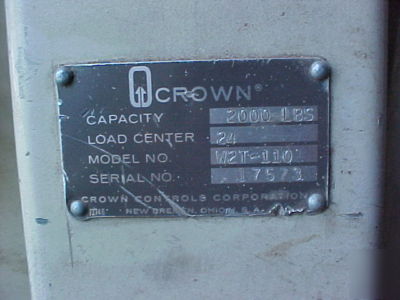 CROWN®
CAPACITY 2000 LBS
LOAD CENTER 24
MODEL NO. W2T-110
SERIAL NO. 17573
CROWN CONTROLS CORPORATION
NEW BREMEN, OHIO U.S.A.